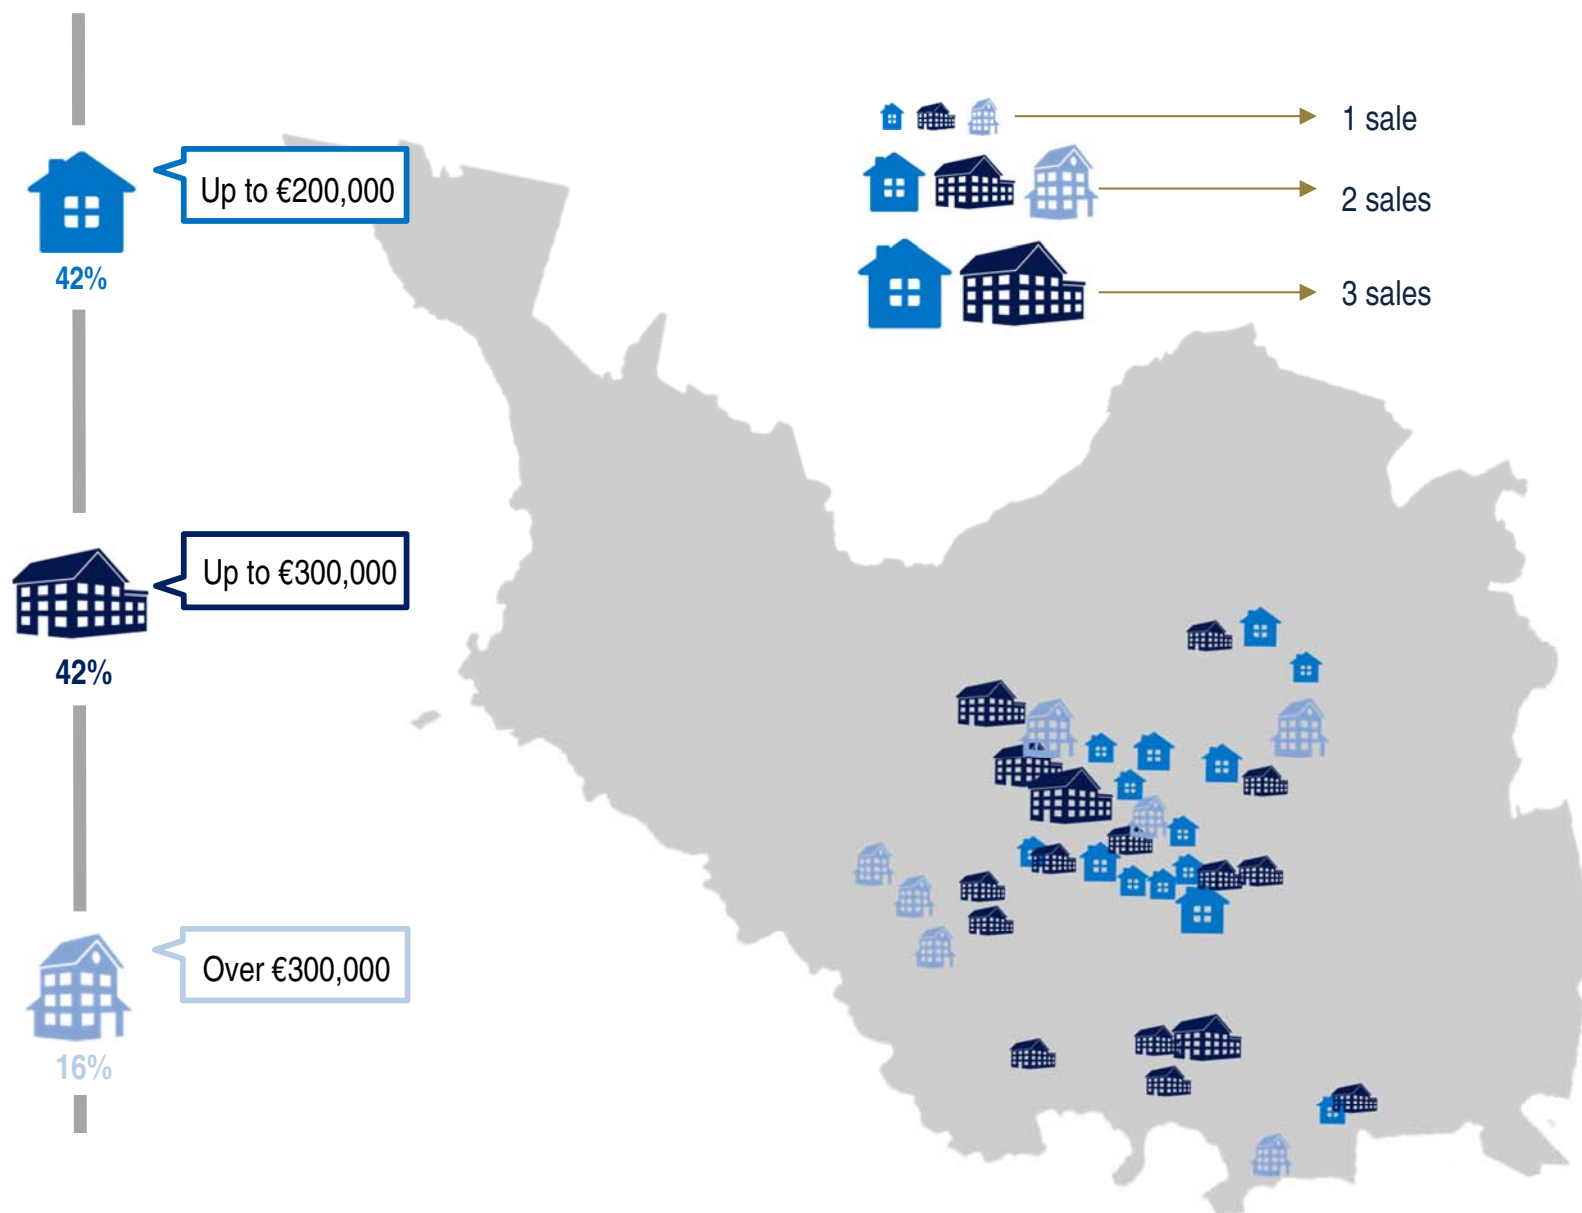 Up to €200,000
42%
Up to €300,000
42%
Over €300,000
16%
1 sale
2 sales
3 sales